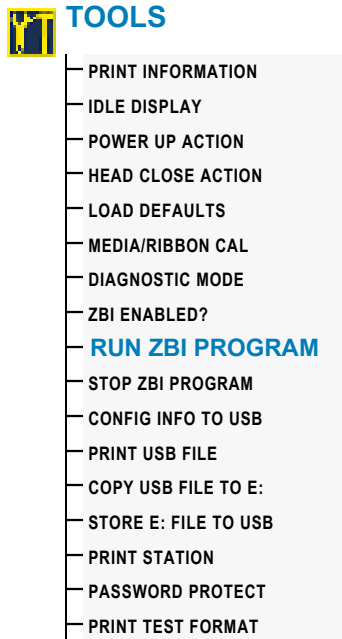 TOOLS
PRINT INFORMATION
IDLE DISPLAY
POWER UP ACTION
HEAD CLOSE ACTION
LOAD DEFAULTS
MEDIA/RIBBON CAL
DIAGNOSTIC MODE
ZBI ENABLED?
RUN ZBI PROGRAM
STOP ZBI PROGRAM
CONFIG INFO TO USB
PRINT USB FILE
COPY USB FILE TO E:
STORE E: FILE TO USB
PRINT STATION
PASSWORD PROTECT
PRINT TEST FORMAT